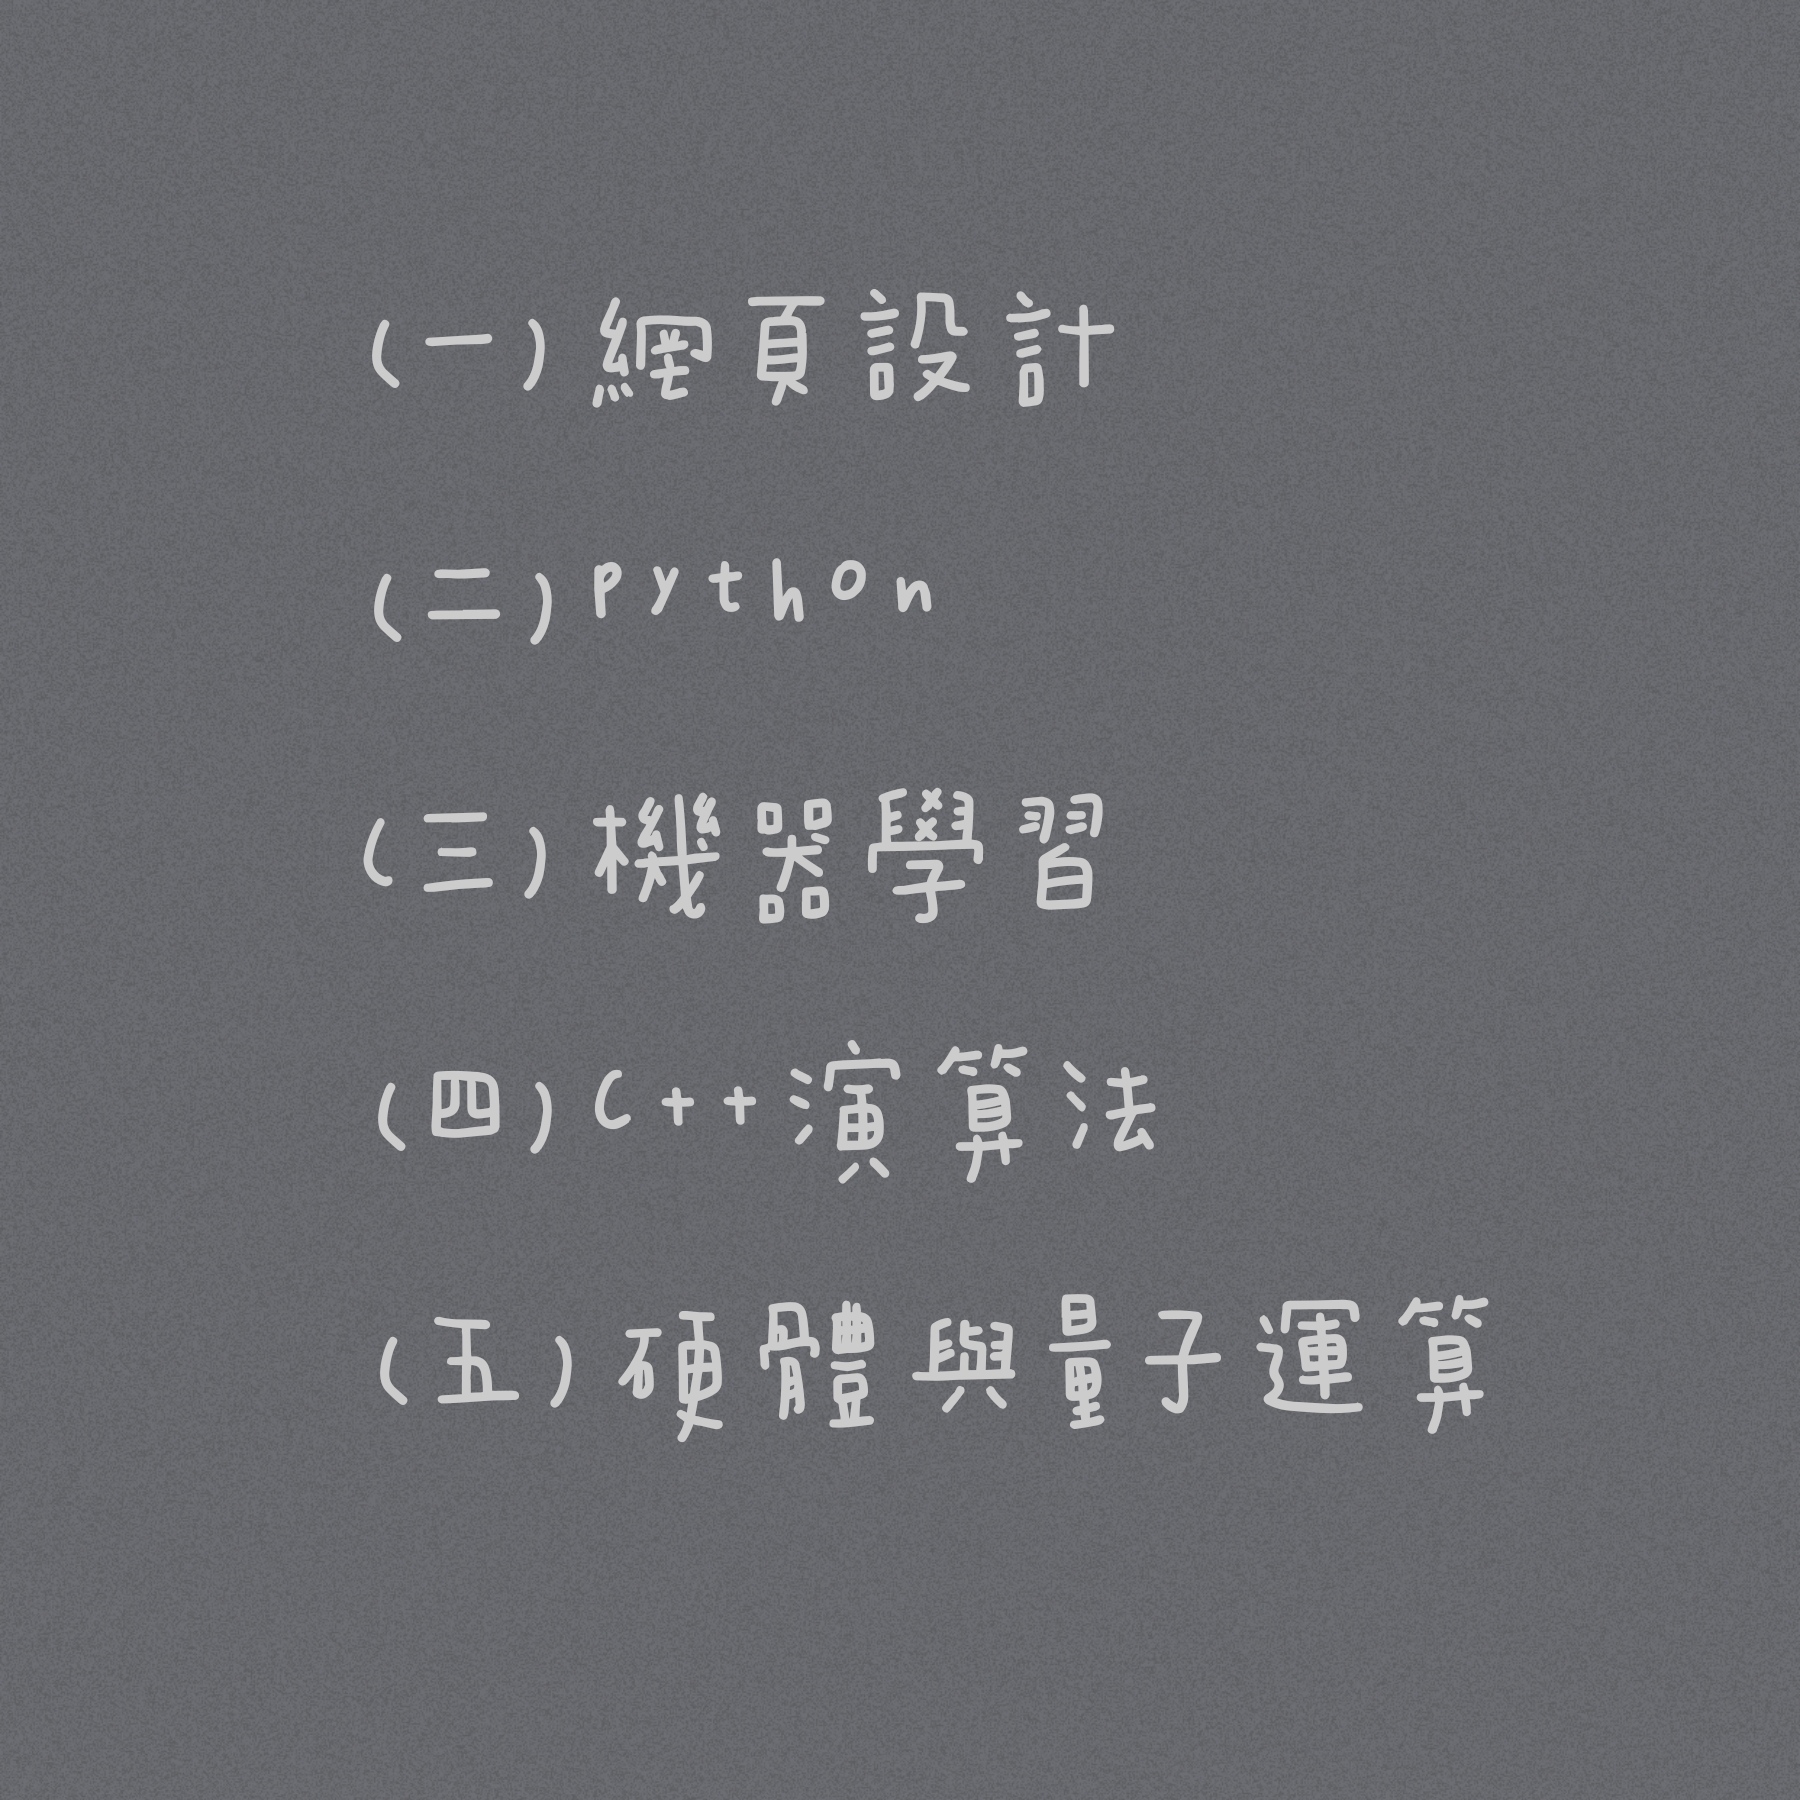 (一)網頁設計
(二)python
(三)機器學習
(四)C++演算法
(五)硬體與量子運算